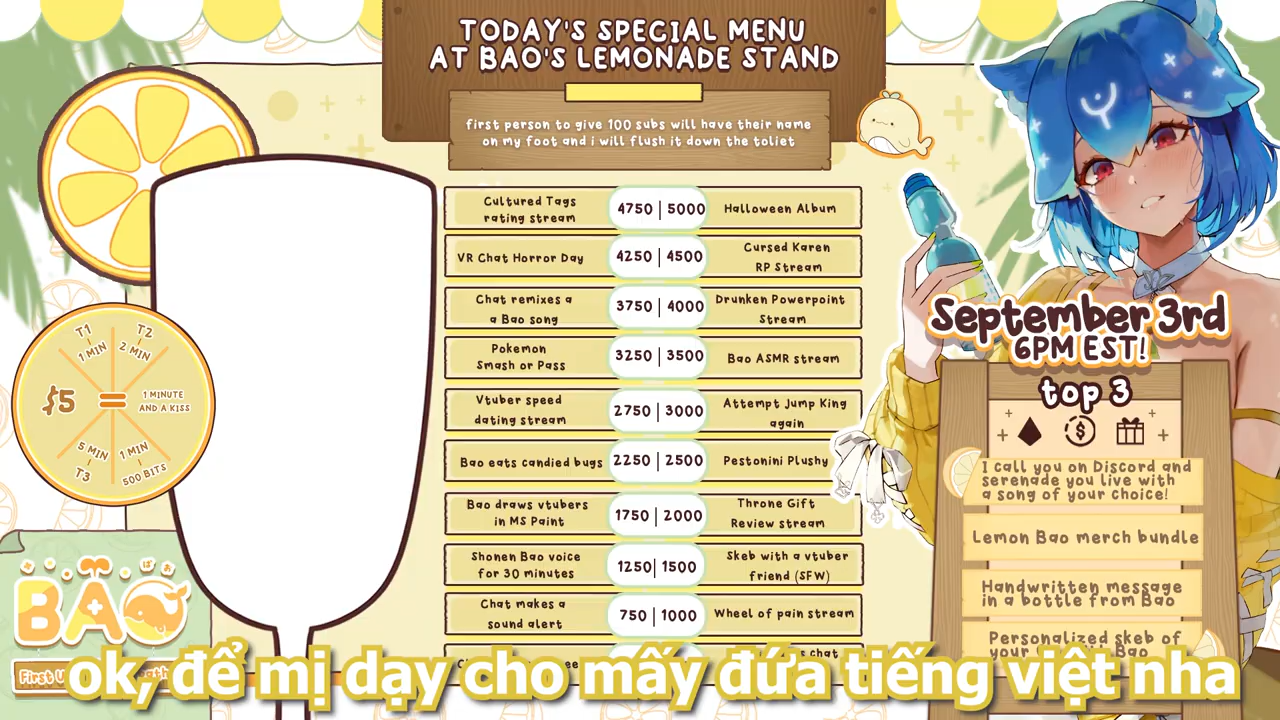 TODAY'S SPECIAL MENU
AT BAO'S LEMONADE STAND
first person to give 100 subs will have their name
on my foot and i will flush it down the toliet
Cultured Tags
rating stream
4750 | 5000
Halloween Album
VR Chat Horror Day
4250 | 4500
Cursed Karen
RP Stream
Chat remixes a
a Bao song
3750 | 4000
Drunken Powerpoint
Stream
Pokemon
Smash or Pass
3250 | 3500
Bao ASMR stream
Vtuber speed
dating stream
2750 | 3000
Attempt Jump King
again
Bao eats candied bugs
2250 | 2500
Pestonini Plushy
Bao draws vtubers
in MS Paint
1750 | 2000
Throne Gift
Review stream
Shonen Bao voice
for 30 minutes
1250 | 1500
Skeb with a vtuber
friend (SFW)
Chat makes a
sound alert
750 | 1000
Wheel of pain stream
chat
T1
1 MIN
T2
2 MIN
$5
=
1 MINUTE
AND A KISS
5 MIN
T3
1 MIN
500 BITS
BAO
ばお
First
September 3rd
6PM EST!
top 3
I call you on Discord and
serenade you live with
a song of your choice!
Lemon Bao merch bundle
Handwritten message
in a bottle from Bao
Personalized skeb of
your Bao
ok, để mị dạy cho mấy đứa tiếng việt nha